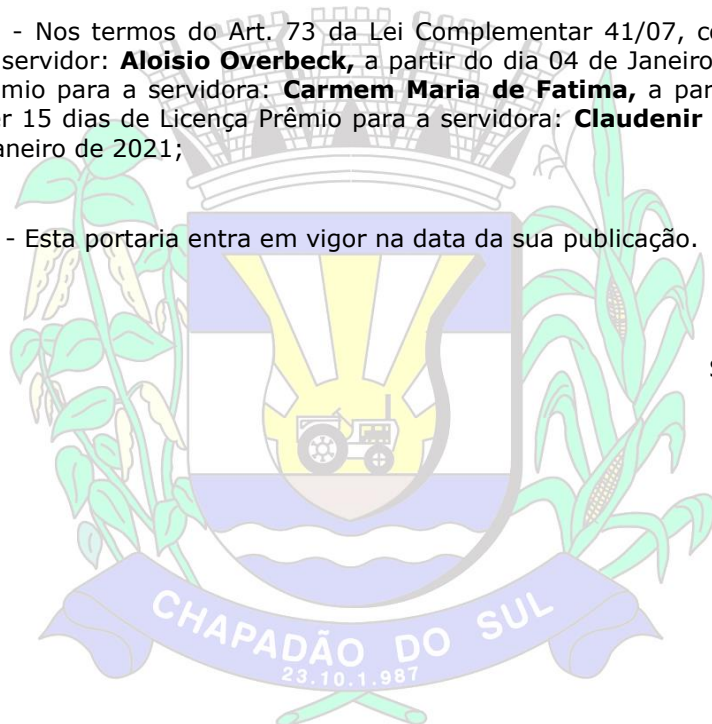 - Nos termos do Art. 73 da Lei Complementar 41/07, c
servidor: Aloisio Overbeck, a partir do dia 04 de Janeiro
mio para a servidora: Carmem Maria de Fatima, a par
r 15 dias de Licença Prêmio para a servidora: Claudenir
aneiro de 2021;
- Esta portaria entra em vigor na data da sua publicação.
CHAPADÃO DO SUL
23.10.1.987